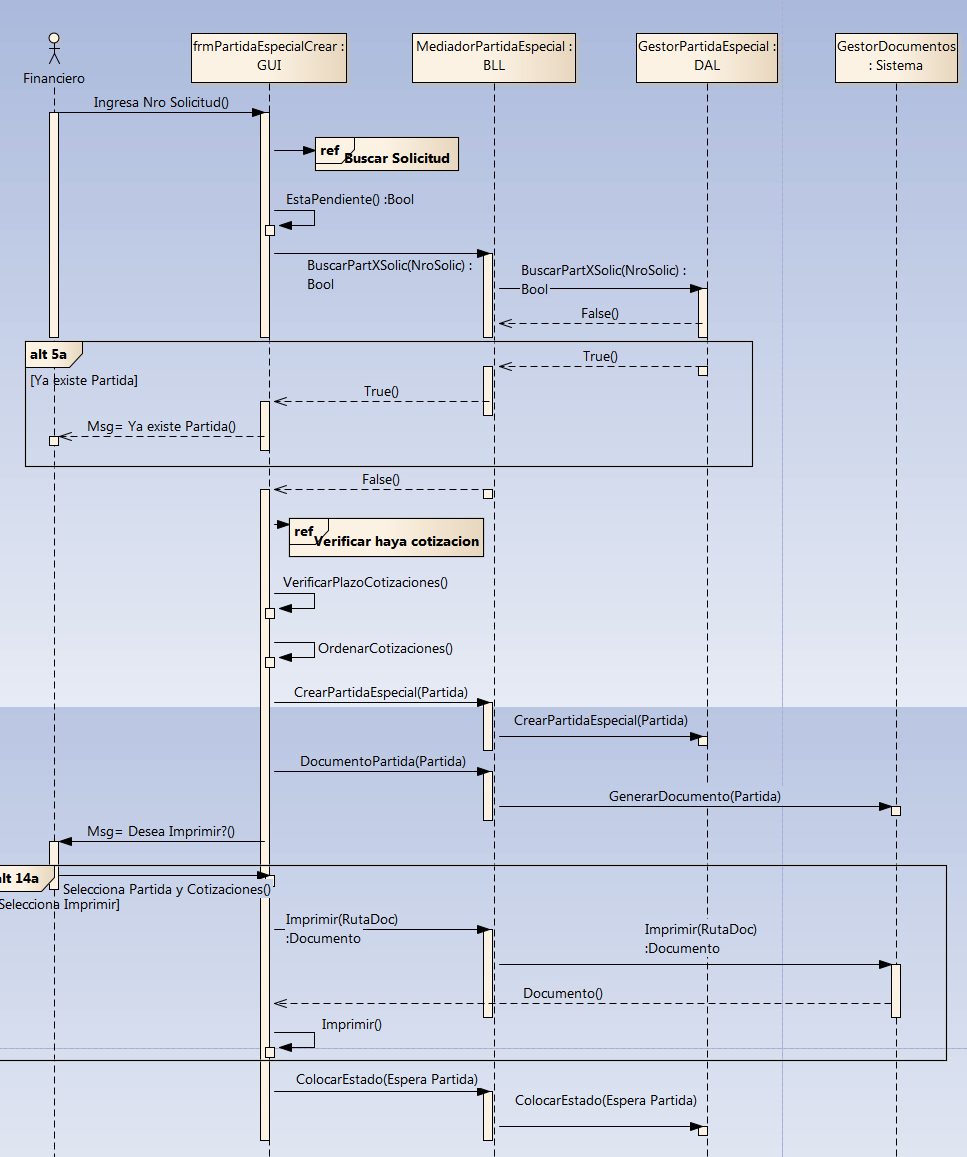 Financiero
frmPartidaEspecialCrear :
GUI
MediadorPartidaEspecial :
BLL
GestorPartidaEspecial :
DAL
GestorDocumentos
: Sistema
Ingresa Nro Solicitud()
ref
Buscar Solicitud
EstaPendiente() :Bool
BuscarPartXSolic(NroSolic) :
Bool
BuscarPartXSolic(NroSolic) :
Bool
False()
alt 5a
[Ya existe Partida]
True()
True()
Msg= Ya existe Partida()
False()
ref
Verificar haya cotizacion
VerificarPlazoCotizaciones()
OrdenarCotizaciones()
CrearPartidaEspecial(Partida)
CrearPartidaEspecial(Partida)
DocumentoPartida(Partida)
GenerarDocumento(Partida)
Msg= Desea Imprimir?()
alt 14a
Selecciona Partida y Cotizaciones()
Selecciona Imprimir]
Imprimir(RutaDoc)
:Documento
Imprimir(RutaDoc)
:Documento
Documento()
Imprimir()
ColocarEstado(Espera Partida)
ColocarEstado(Espera Partida)